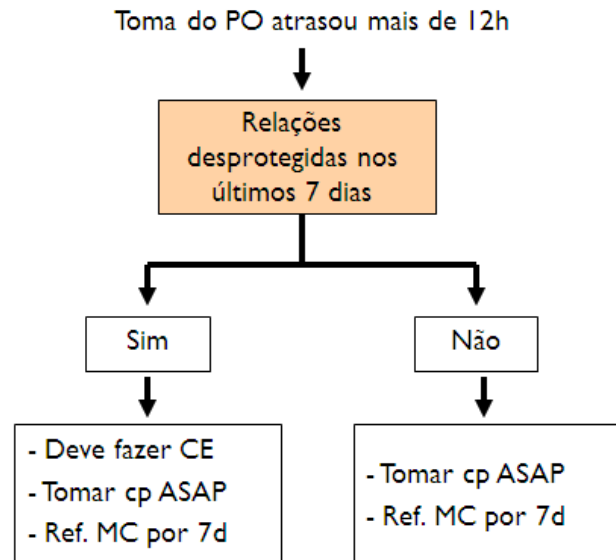 Toma do PO atrasou mais de 12h
Relações
desprotegidas nos
últimos 7 dias
Sim
Não
- Deve fazer CE
- Tomar cp ASAP
- Ref. MC por 7d
- Tomar cp ASAP
- Ref. MC por 7d